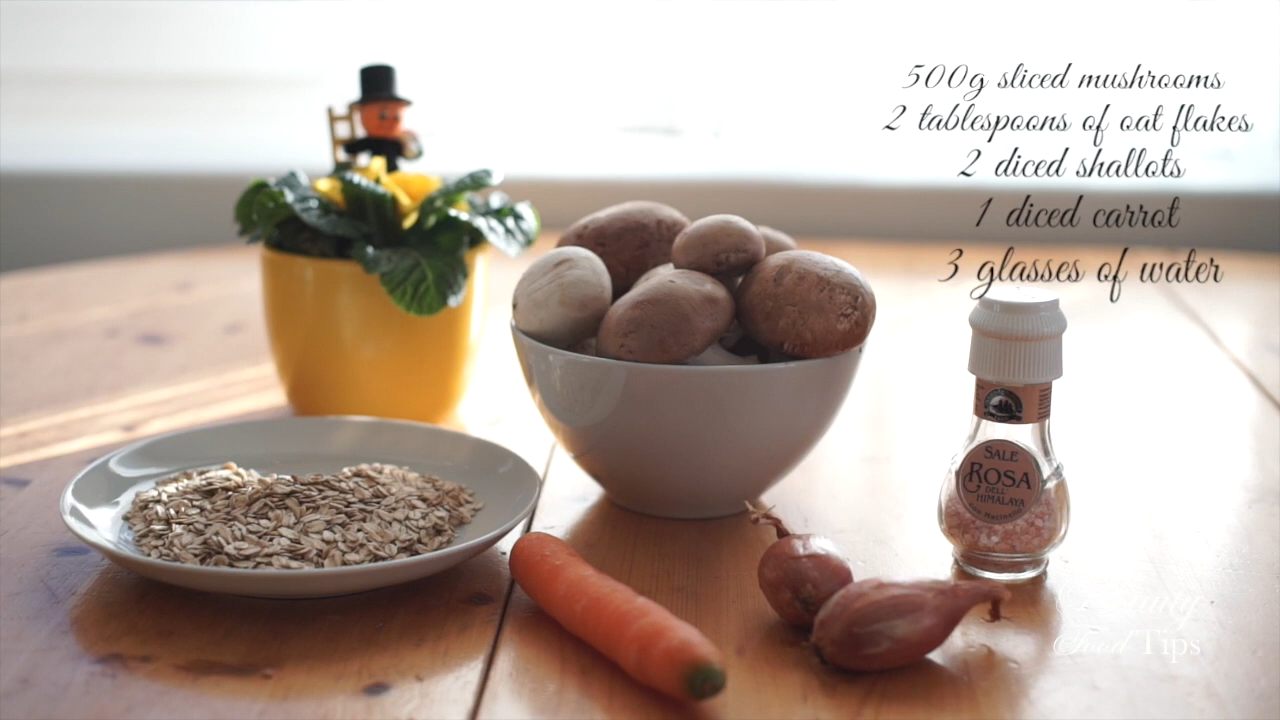 500g sliced mushrooms
2 tablespoons of oat flakes
2 diced shallots
1 diced carrot
3 glasses of water
SALE
ROSA
DELL'
HIMALAYA
Food Tips